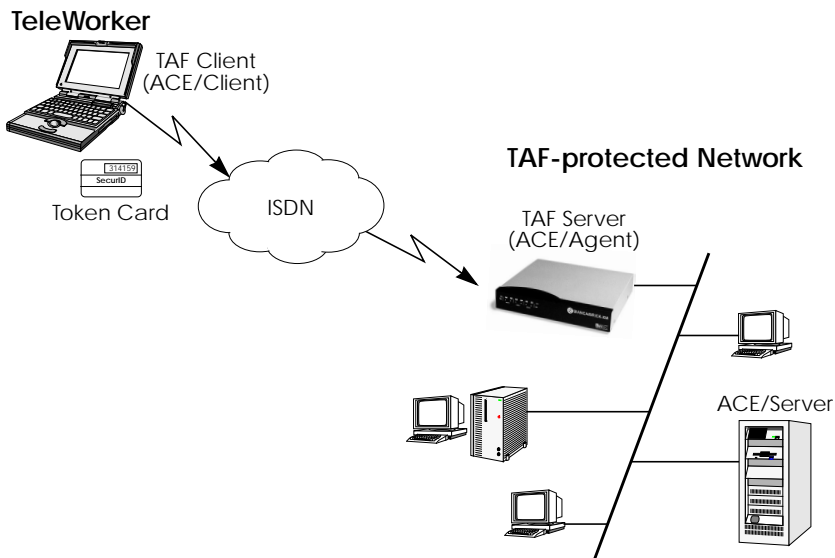 TeleWorker
TAF Client
(ACE/Client)
314159
SecurID
Token Card
ISDN
TAF-protected Network
TAF Server
(ACE/Agent)
ACE/Server